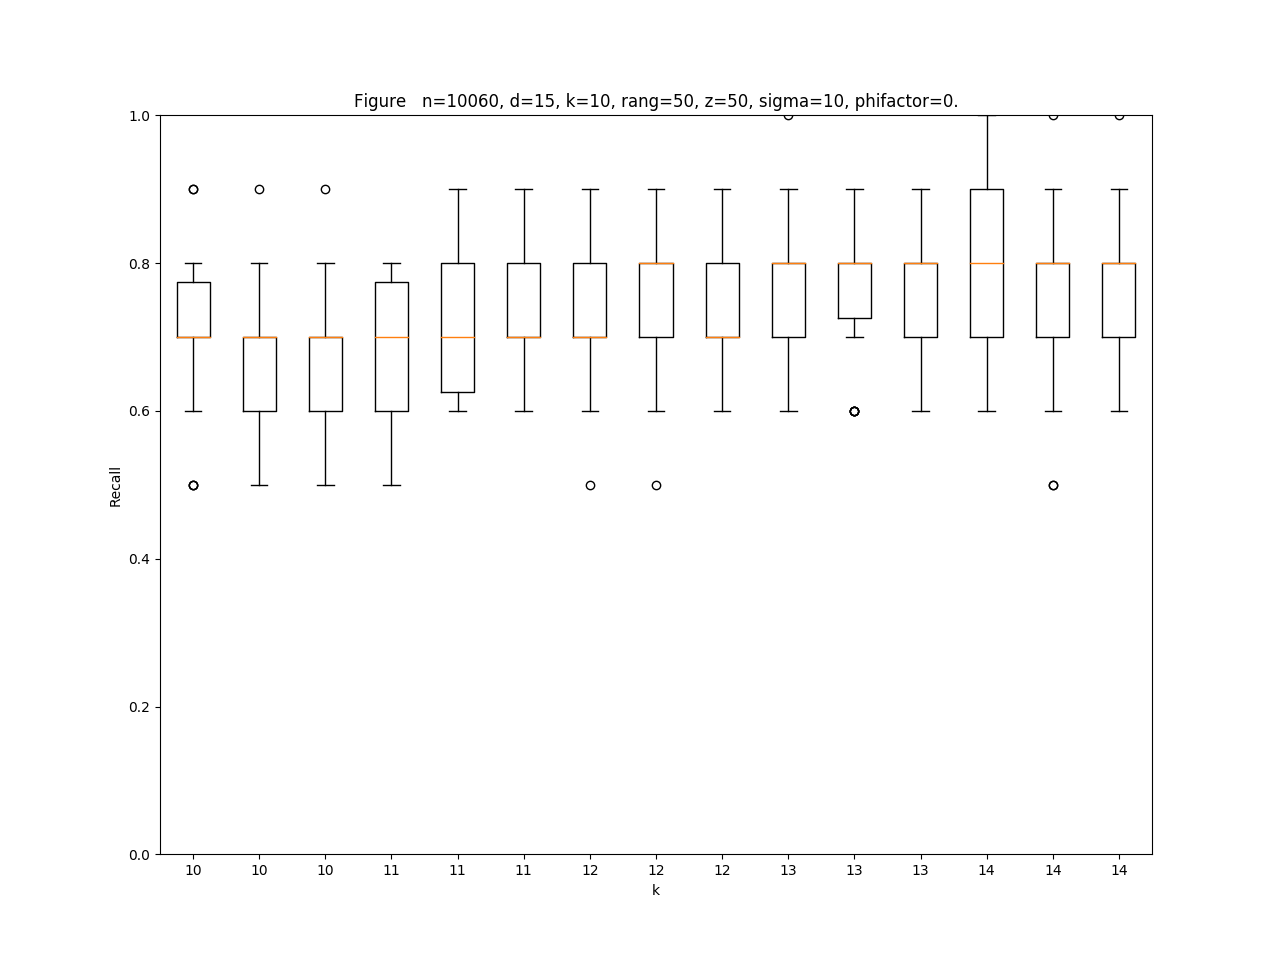 Figure   n=10060, d=15, k=10, rang=50, z=50, sigma=10, phifactor=0.
1.0
0.8
0.6
0.4
0.2
0.0
Recall
10 10 10 11 11 11 12 12 12 13 13 13 14 14 14
k